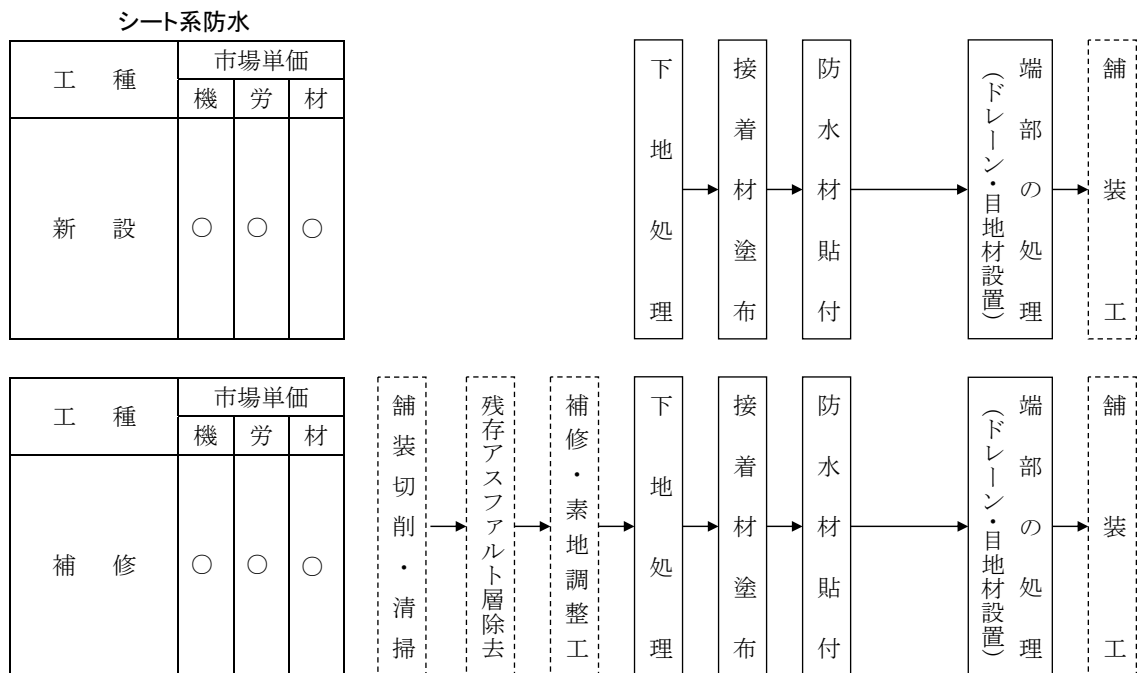 シート系防水
工種
市場単価
機
労
材
新設
○
○
○
下地処理
接着材塗布
防水材貼付
端部の処理
（ドレーン・目地材設置）
舗装工
工種
市場単価
機
労
材
補修
○
○
○
舗装切削・清掃
残存アスファルト層除去
補修・素地調整工
下地処理
接着材塗布
防水材貼付
端部の処理
（ドレーン・目地材設置）
舗装工